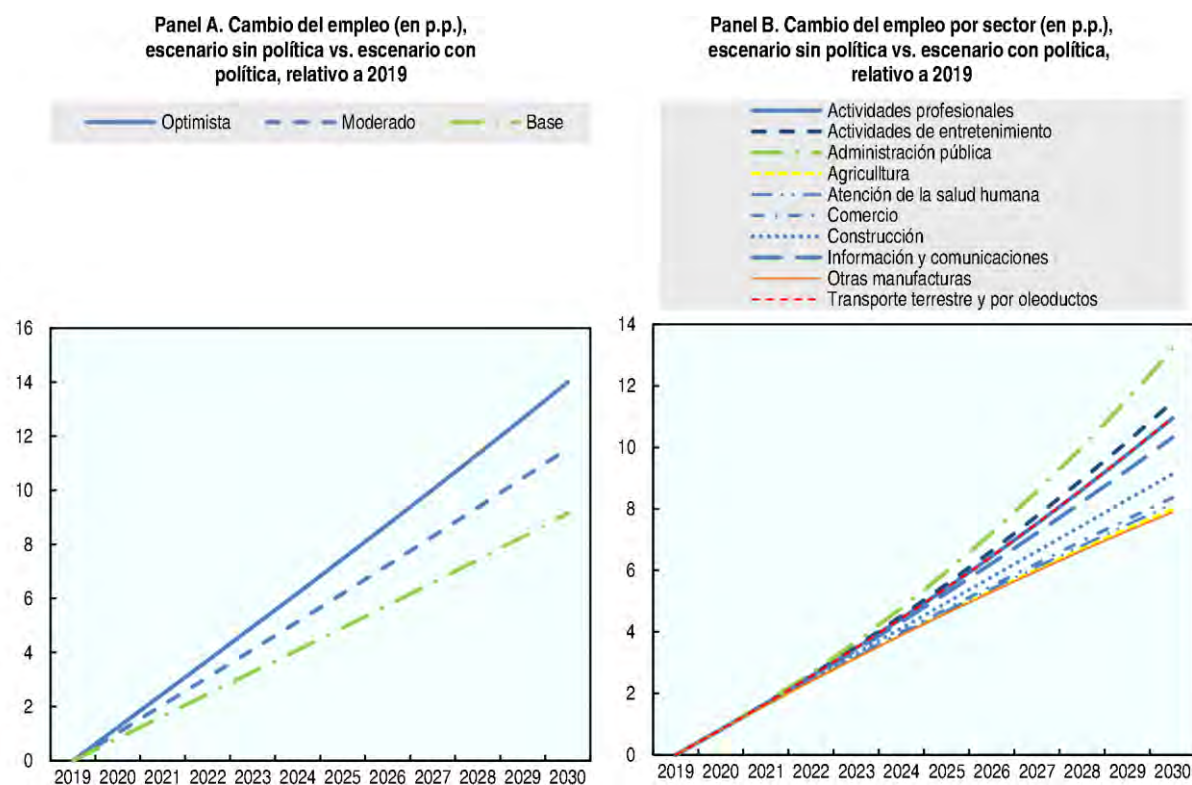 Panel A. Cambio del empleo (en p.p.),
escenario sin política vs. escenario con
política, relativo a 2019
Optimista Moderado Base
16
14
12
10
8
6
4
2
0
2019 2020 2021 2022 2023 2024 2025 2026 2027 2028 2029 2030
Panel B. Cambio del empleo por sector (en p.p.),
escenario sin política vs. escenario con política,
relativo a 2019
Actividades profesionales
Actividades de entretenimiento
Administración pública
Agricultura
Atención de la salud humana
Comercio
Construcción
Información y comunicaciones
Otras manufacturas
Transporte terrestre y por oleoductos
14
12
10
8
6
4
2
0
2019 2020 2021 2022 2023 2024 2025 2026 2027 2028 2029 2030